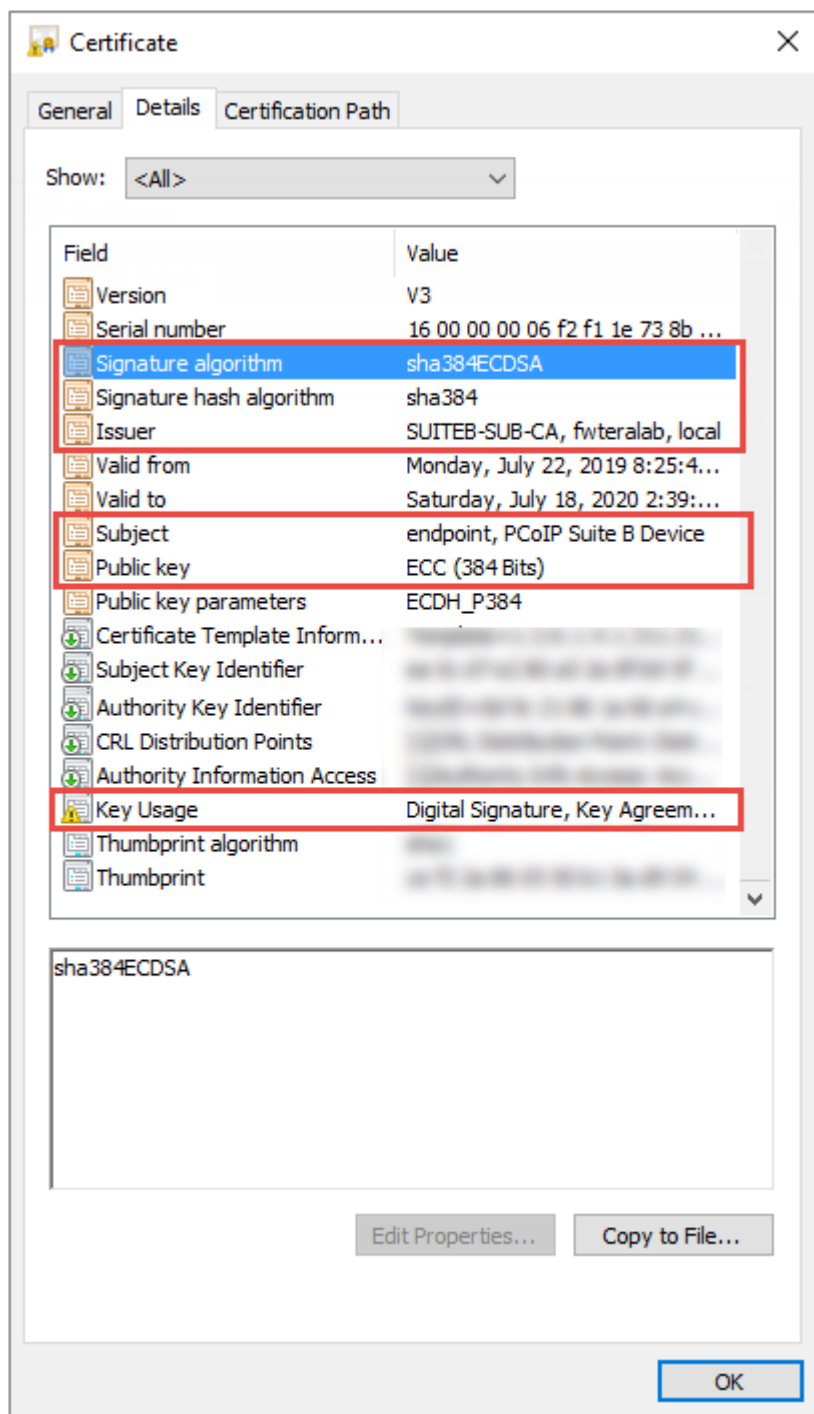 Certificate
General Details Certification Path
Show: <All>
Field Value
Version V3
Serial number 16 00 00 00 06 f2 f1 1e 73 8b ...
Signature algorithm sha384ECDSA
Signature hash algorithm sha384
Issuer SUITEB-SUB-CA, fwteralab, local
Valid from Monday, July 22, 2019 8:25:4...
Valid to Saturday, July 18, 2020 2:39:...
Subject endpoint, PCoIP Suite B Device
Public key ECC (384 Bits)
Public key parameters ECDH_P384
Certificate Template Inform...
Subject Key Identifier
Authority Key Identifier
CRL Distribution Points
Authority Information Access
Key Usage Digital Signature, Key Agreem...
Thumbprint algorithm
Thumbprint
sha384ECDSA
Edit Properties... Copy to File...
OK